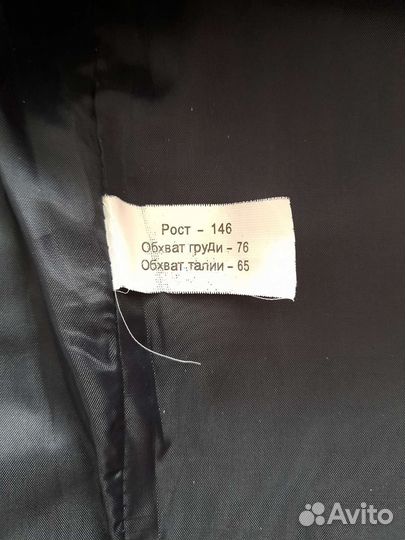 Рост - 146
Обхват груди - 76
Обхват талии - 65
Avito